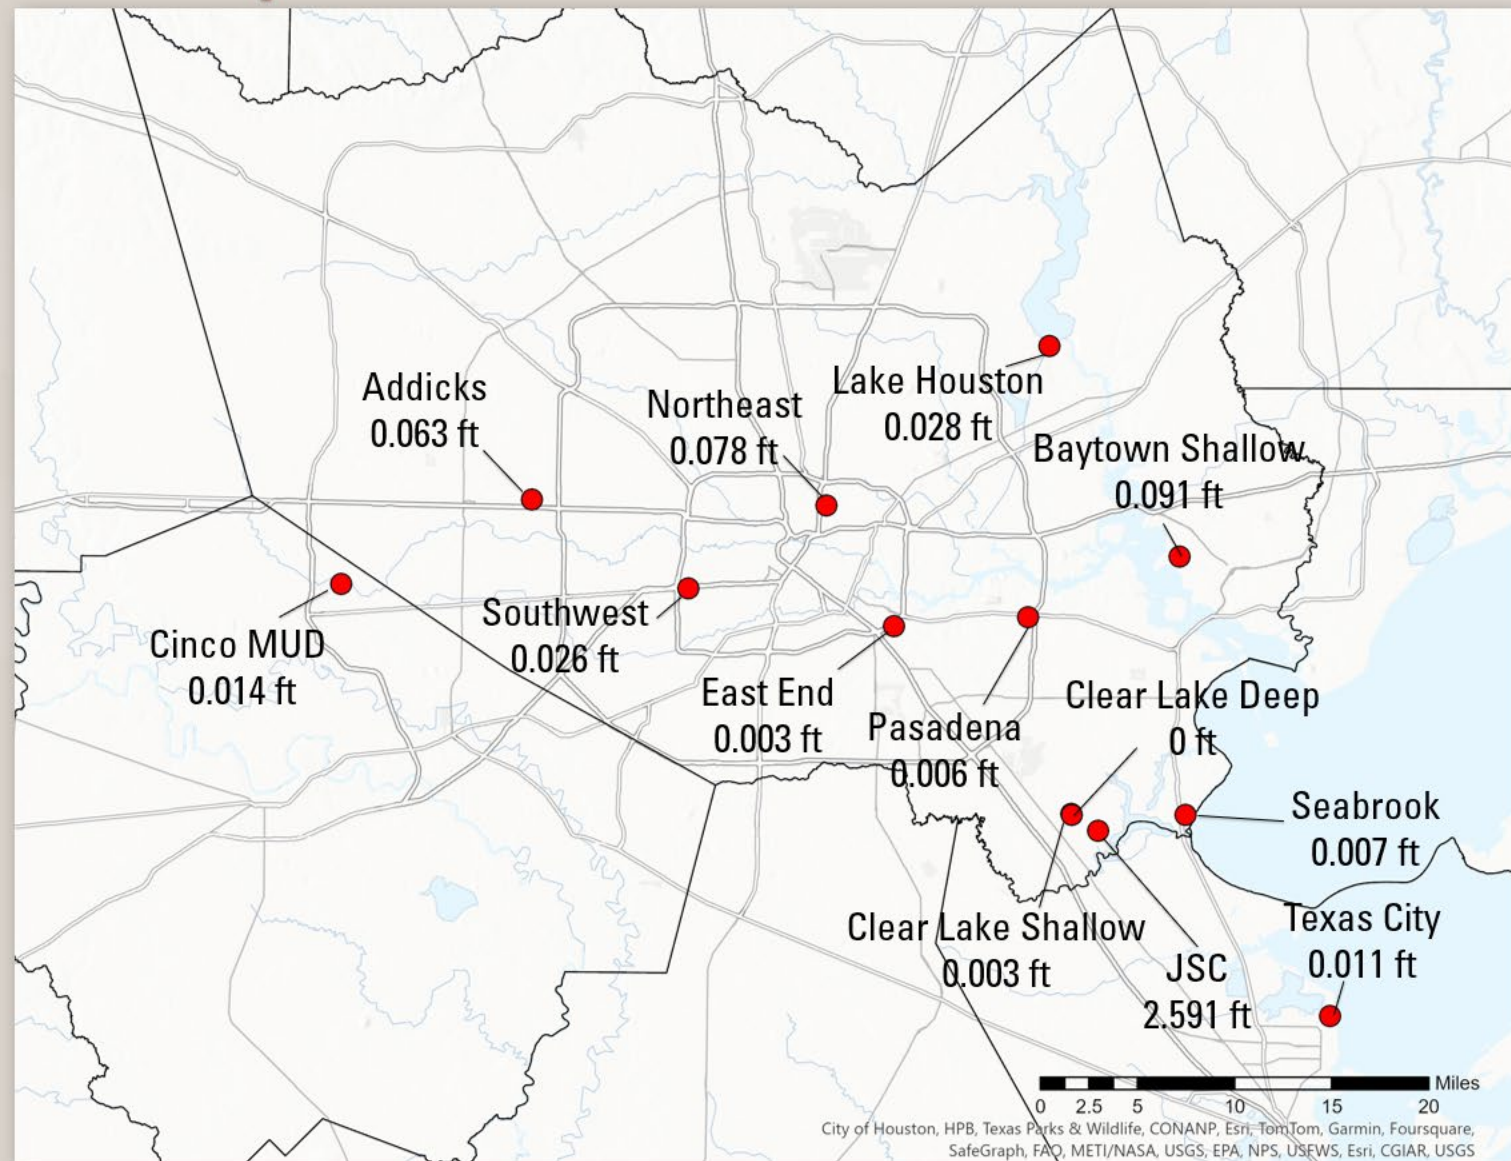 Addicks
0.063 ft
Northeast
0.078 ft
Lake Houston
0.028 ft
Baytown Shallow
0.091 ft
Cinco MUD
0.014 ft
Southwest
0.026 ft
East End
0.003 ft
Pasadena
0.006 ft
Clear Lake Deep
0 ft
Seabrook
0.007 ft
Clear Lake Shallow
0.003 ft
JSC
2.591 ft
Texas City
0.011 ft
Miles
0 2.5 5 10 15 20
City of Houston, HPB, Texas Parks & Wildlife, CONANP, Esri, TomTom, Garmin, Foursquare,
SafeGraph, FAO, METI/NASA, USGS, EPA, NPS, USFWS, Esri, CGIAR, USGS